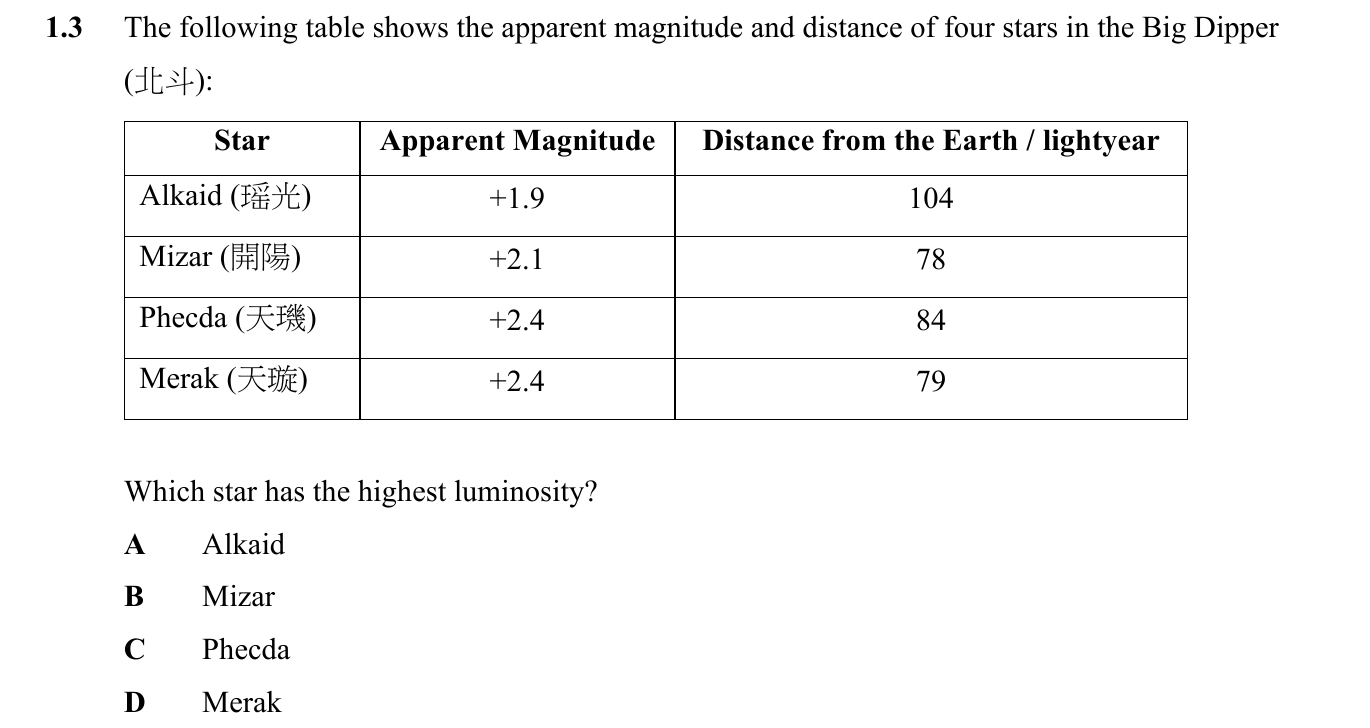 1.3 The following table shows the apparent magnitude and distance of four stars in the Big Dipper
(北斗):
Star Apparent Magnitude Distance from the Earth / lightyear
Alkaid (瑤光) +1.9 104
Mizar (開陽) +2.1 78
Phecda (天璣) +2.4 84
Merak (天璇) +2.4 79
Which star has the highest luminosity?
A Alkaid
B Mizar
C Phecda
D Merak